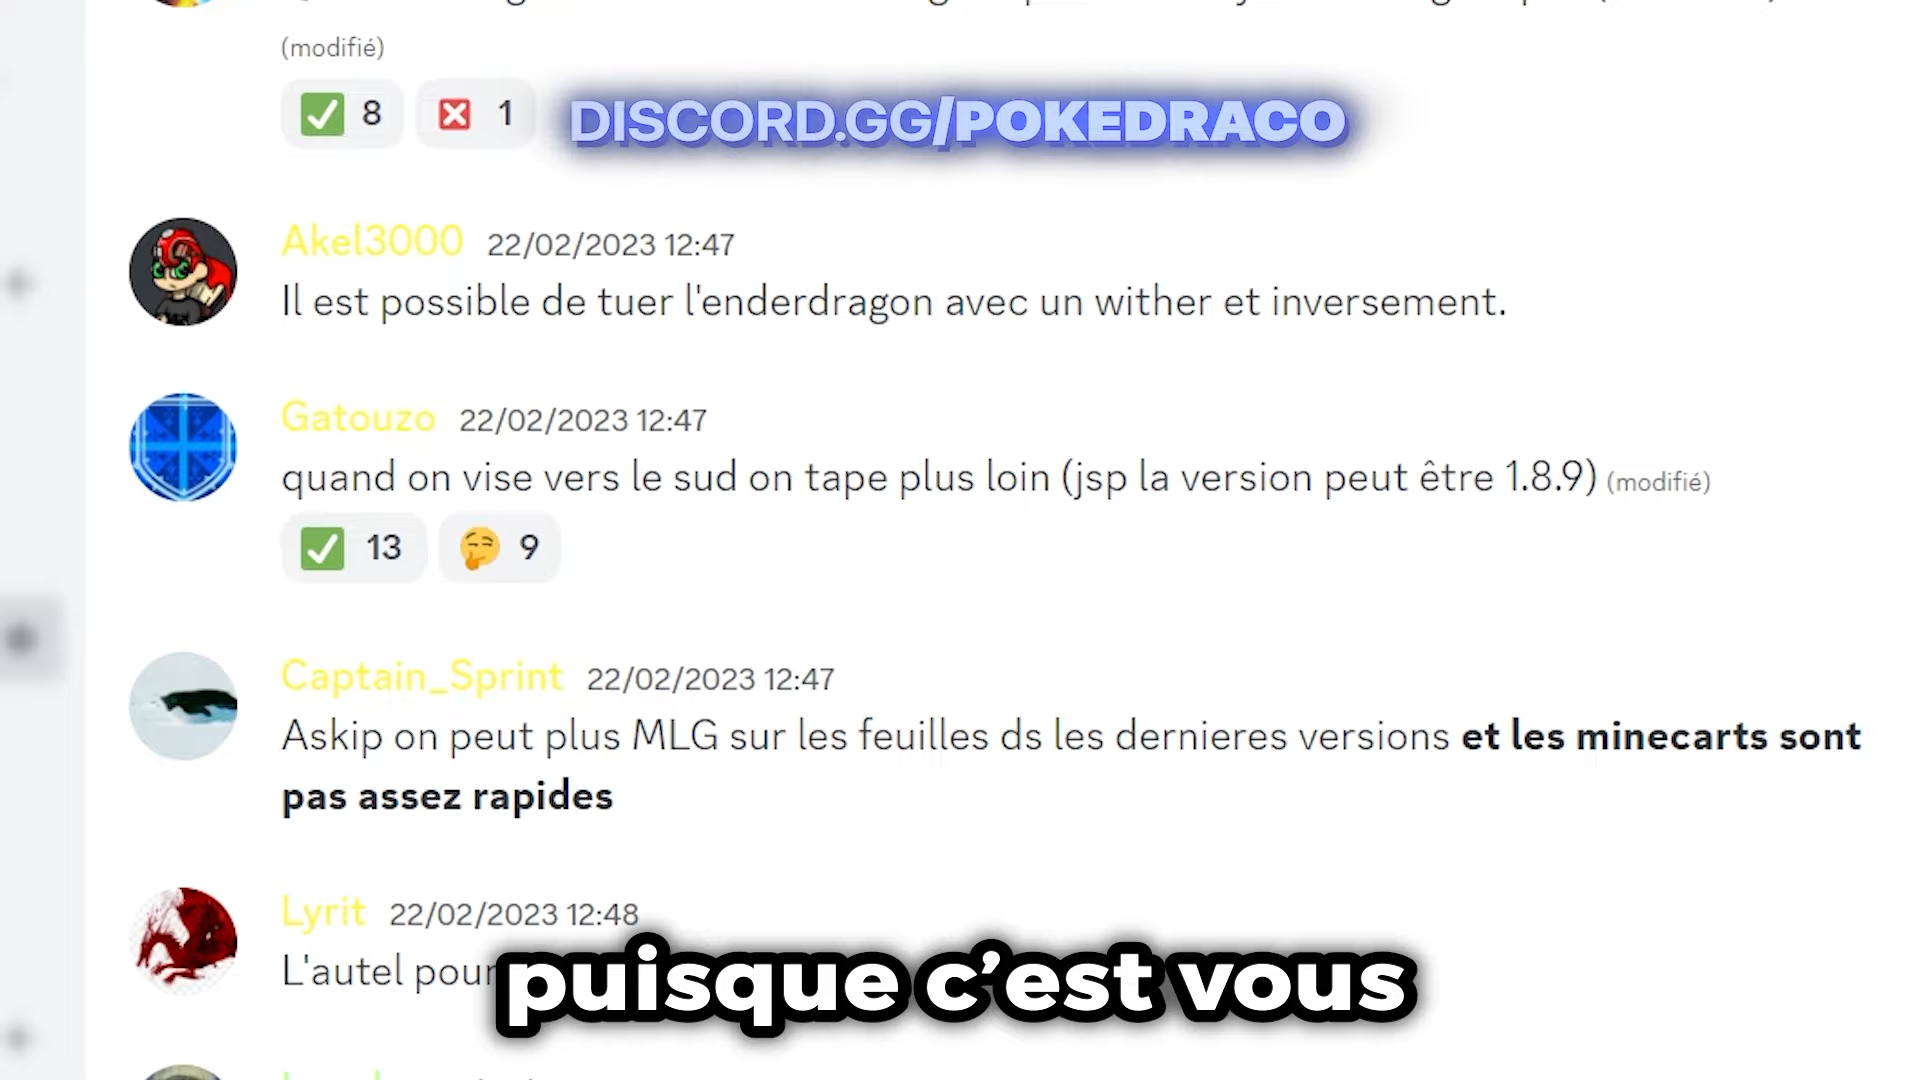 (modifié)
8 1 DISCORD.GG/POKEDRACO
Akel3000 22/02/2023 12:47
Il est possible de tuer l'enderdragon avec un wither et inversement.
Gatouzo 22/02/2023 12:47
quand on vise vers le sud on tape plus loin (jsp la version peut être 1.8.9) (modifié)
13 9
Captain_Sprint 22/02/2023 12:47
Askip on peut plus MLG sur les feuilles ds les dernieres versions et les minecarts sont
pas assez rapides
Lyrit 22/02/2023 12:48
L'autel pour
puisque c’est vous